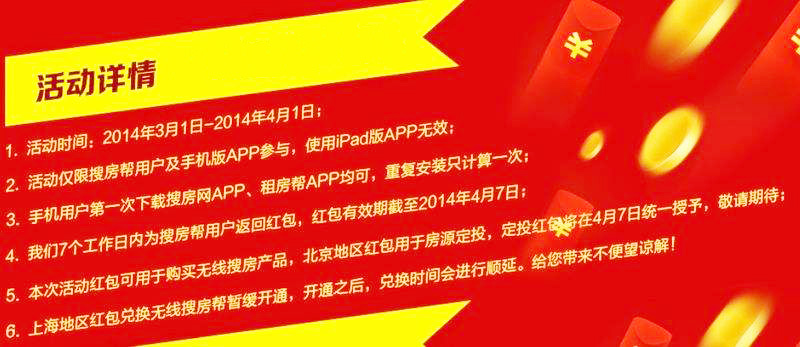 活动详情
1. 活动时间：2014年3月1日-2014年4月1日；
2. 活动仅限搜房帮用户及手机版APP参与，使用iPad版APP无效；
3. 手机用户第一次下载搜房网APP、租房帮APP均可，重复安装只计算一次；
4. 我们7个工作日内为搜房帮用户返回红包，红包有效期截至2014年4月7日；
5. 本次活动红包可用于购买无线搜房产品，北京地区红包用于房源定投，定投红包将在4月7日统一授予，敬请期待；
6. 上海地区红包兑换无线搜房帮暂缓开通，开通之后，兑换时间会进行顺延。给您带来不便望谅解！